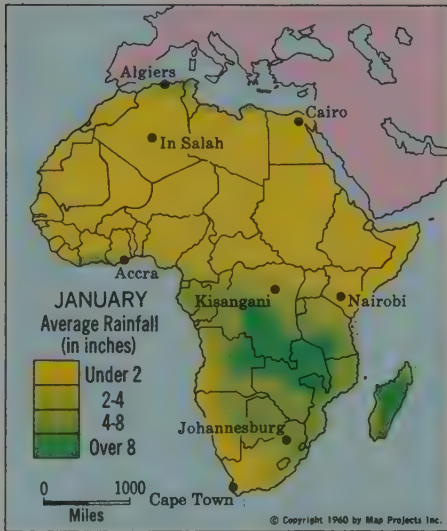 Algiers
Cairo
In Salah
Accra
JANUARY
Average Rainfall
(in inches)
Under 2
2-4
4-8
Over 8
Kisangani
Nairobi
Johannesburg
0 1000
Miles
Cape Town
© Copyright 1960 by Map Projects Inc.